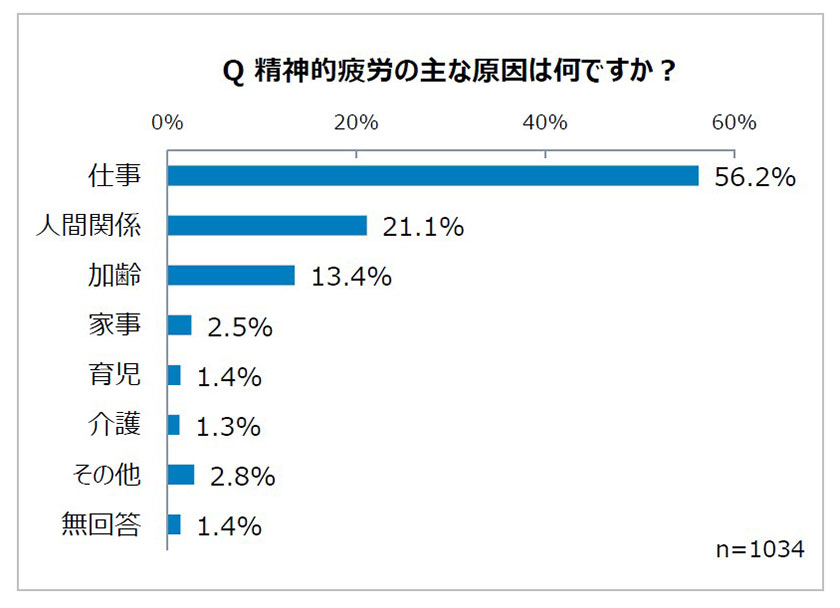 Q 精神的疲労の主な原因は何ですか？
0% 20% 40% 60%
仕事 56.2%
人間関係 21.1%
加齢 13.4%
家事 2.5%
育児 1.4%
介護 1.3%
その他 2.8%
無回答 1.4%
n=1034